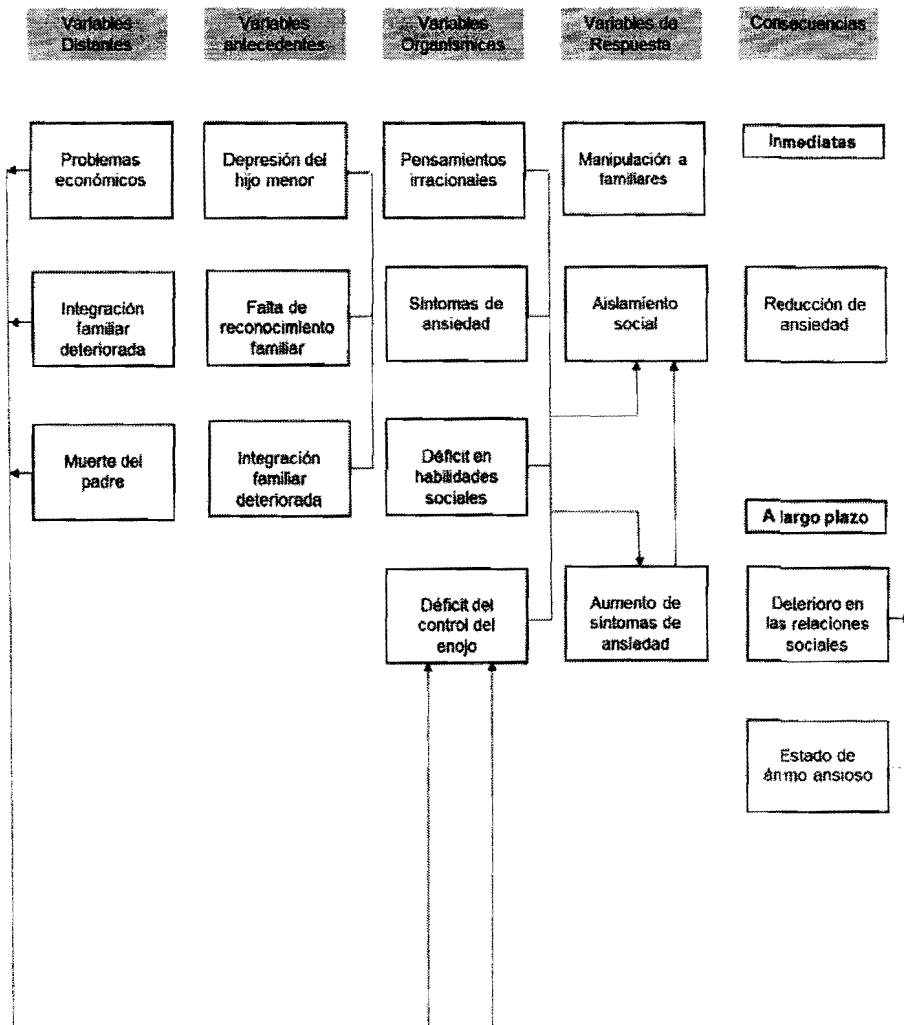 Variables
Distantes
Variables
antecedentes
Variables
Organísmicas
Variables de
Respuesta
Consecuencias
Problemas
económicos
Depresión del
hijo menor
Pensamientos
irracionales
Manipulación a
familiares
Inmediatas
Integración
familiar
deteriorada
Falta de
reconocimiento
familiar
Síntomas de
ansiedad
Aislamiento
social
Reducción de
ansiedad
Muerte del
padre
Integración
familiar
deteriorada
Déficit en
habilidades
sociales
A largo plazo
Déficit del
control del
enojo
Aumento de
síntomas de
ansiedad
Deterioro en
las relaciones
sociales
Estado de
ánimo ansioso